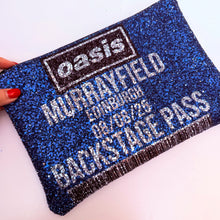 oasis
MURRAYFIELD
EDINBURGH
08/08/25
BACKSTAGE PASS